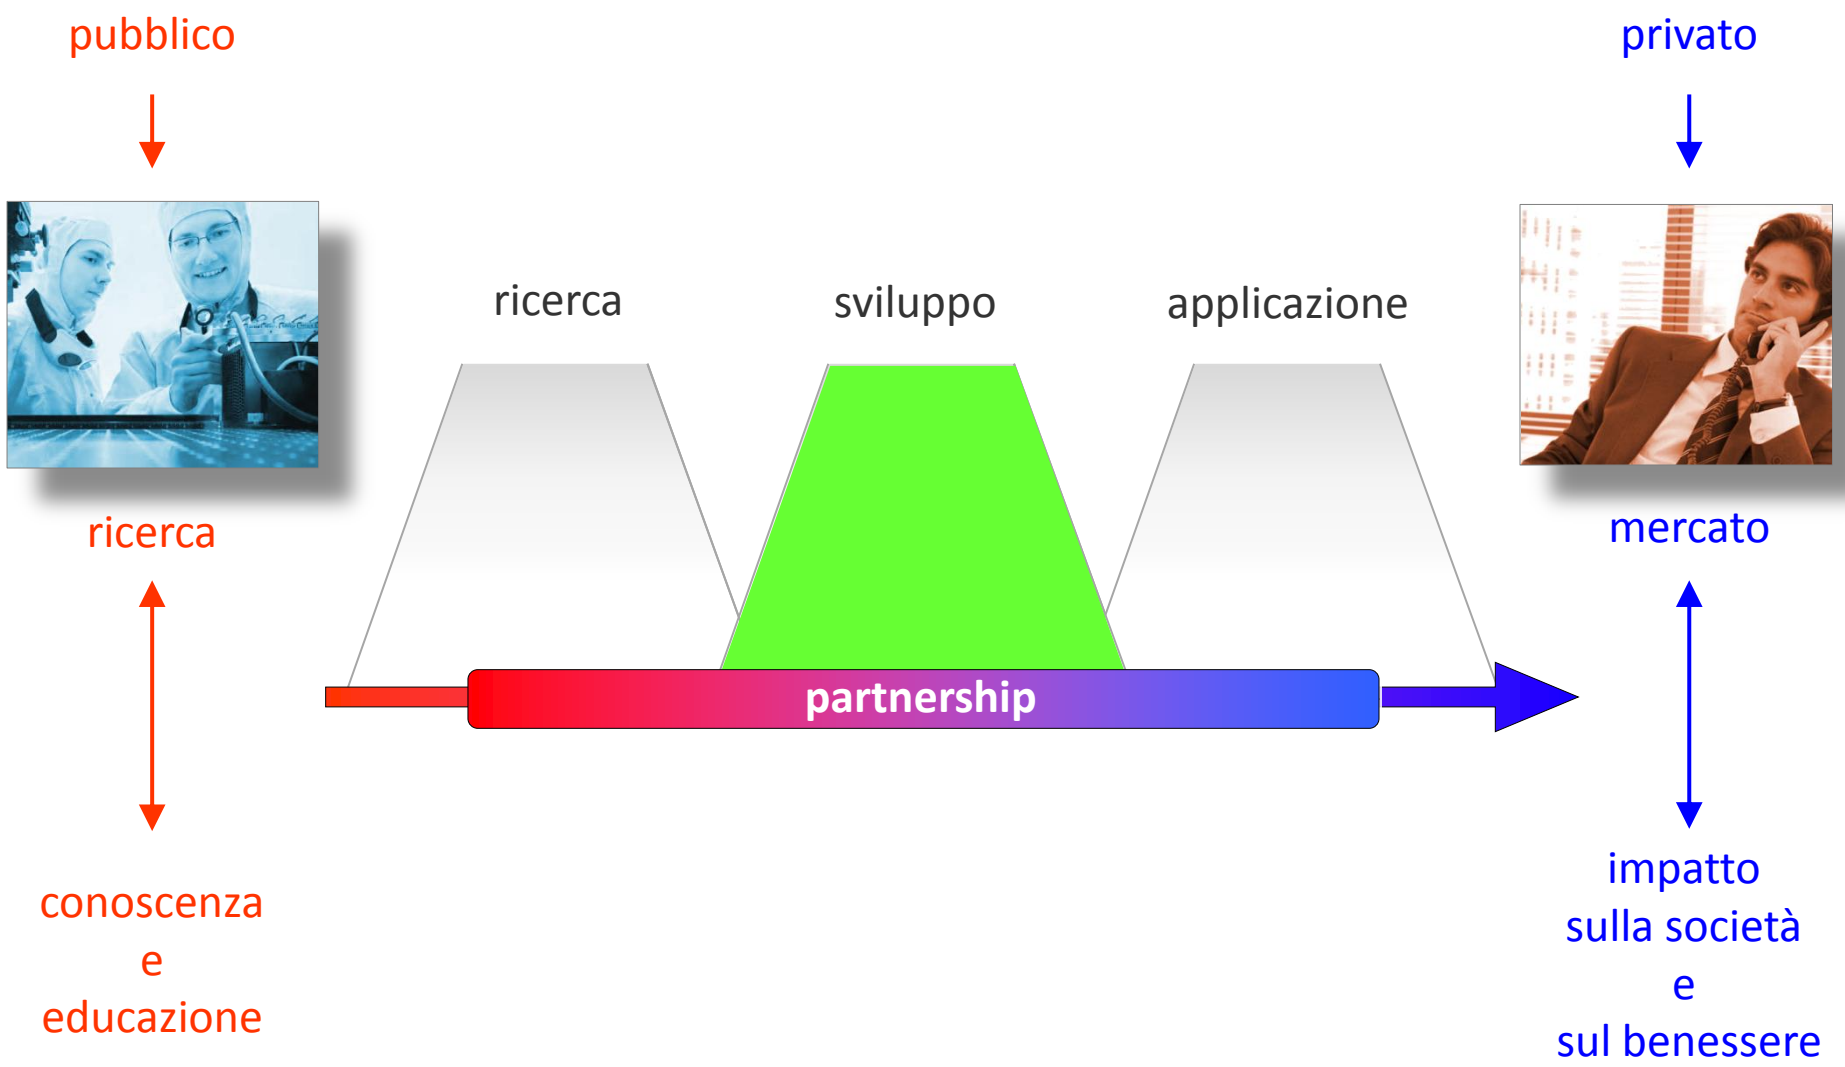 pubblico
privato
ricerca
sviluppo
applicazione
ricerca
mercato
partnership
conoscenza
e
educazione
impatto
sulla società
e
sul benessere